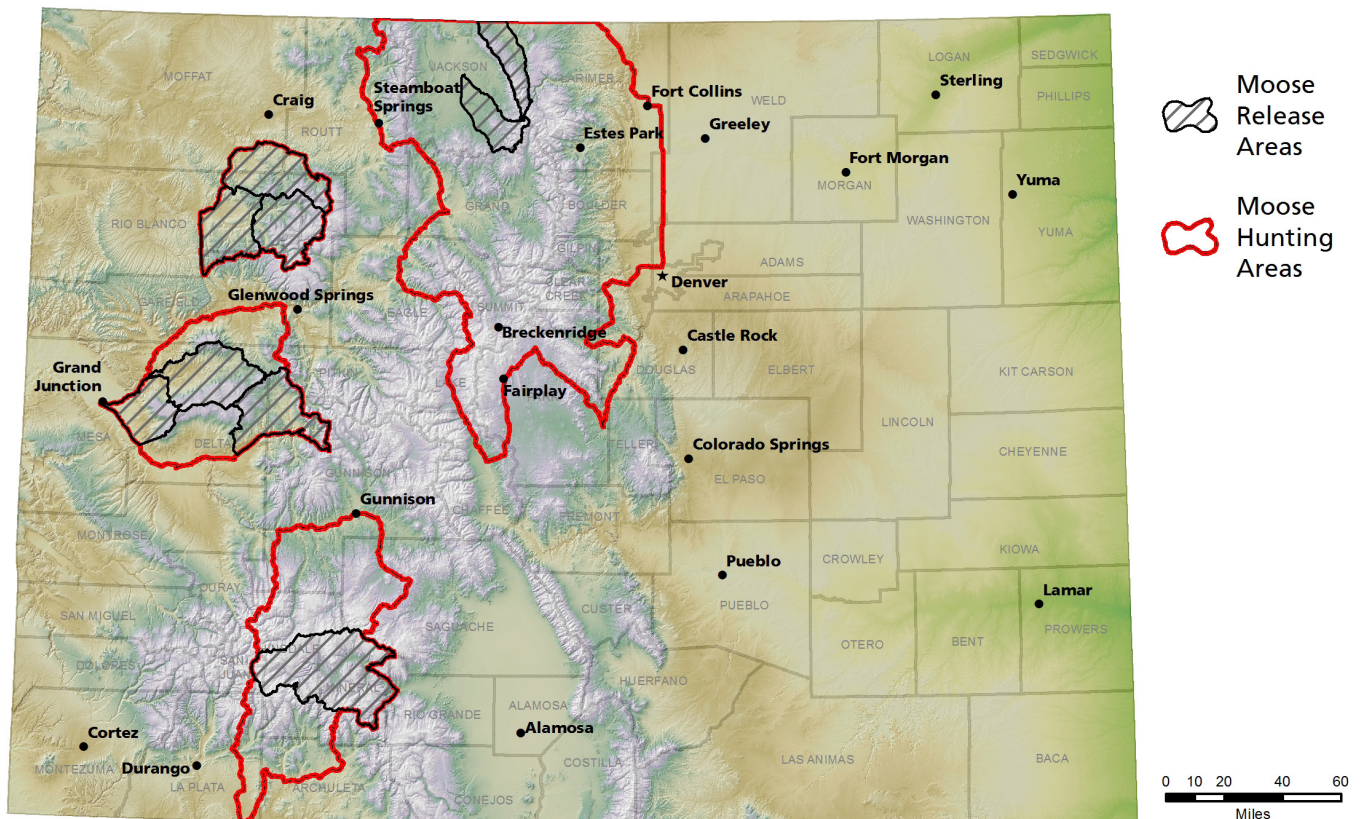 MOFFAT
JACKSON
LARIMER
LOGAN
SEDGWICK
Craig
Steamboat
Springs
Fort Collins
Sterling
PHILLIPS
ROUTT
WELD
Greeley
Estes Park
Fort Morgan
MORGAN
Yuma
RIO BLANCO
GRAND
BOULDER
WASHINGTON
YUMA
GILPIN
ADAMS
Denver
CLEAR
CREEK
ARAPAHOE
Glenwood Springs
GARFIELD
EAGLE
SUMMIT
Breckenridge
Castle Rock
Grand
Junction
PITKIN
LAKE
Fairplay
DOUGLAS
ELBERT
KIT CARSON
MESA
DELTA
TELLER
Colorado Springs
LINCOLN
CHEYENNE
GUNNISON
EL PASO
Gunnison
CHAFFEE
FREMONT
MONTROSE
KIOWA
CROWLEY
Pueblo
OURAY
Lamar
SAN MIGUEL
CUSTER
PUEBLO
SAGUACHE
PROWERS
OTERO
BENT
HINSDALE
DOLORES
SAN
JUAN
MINERAL
HUERFANO
RIO GRANDE
ALAMOSA
Alamosa
Cortez
MONTEZUMA
Durango
LA PLATA
ARCHULETA
CONEJOS
COSTILLA
LAS ANIMAS
BACA
Moose
Release
Areas
Moose
Hunting
Areas
0 10 20 40 60
Miles